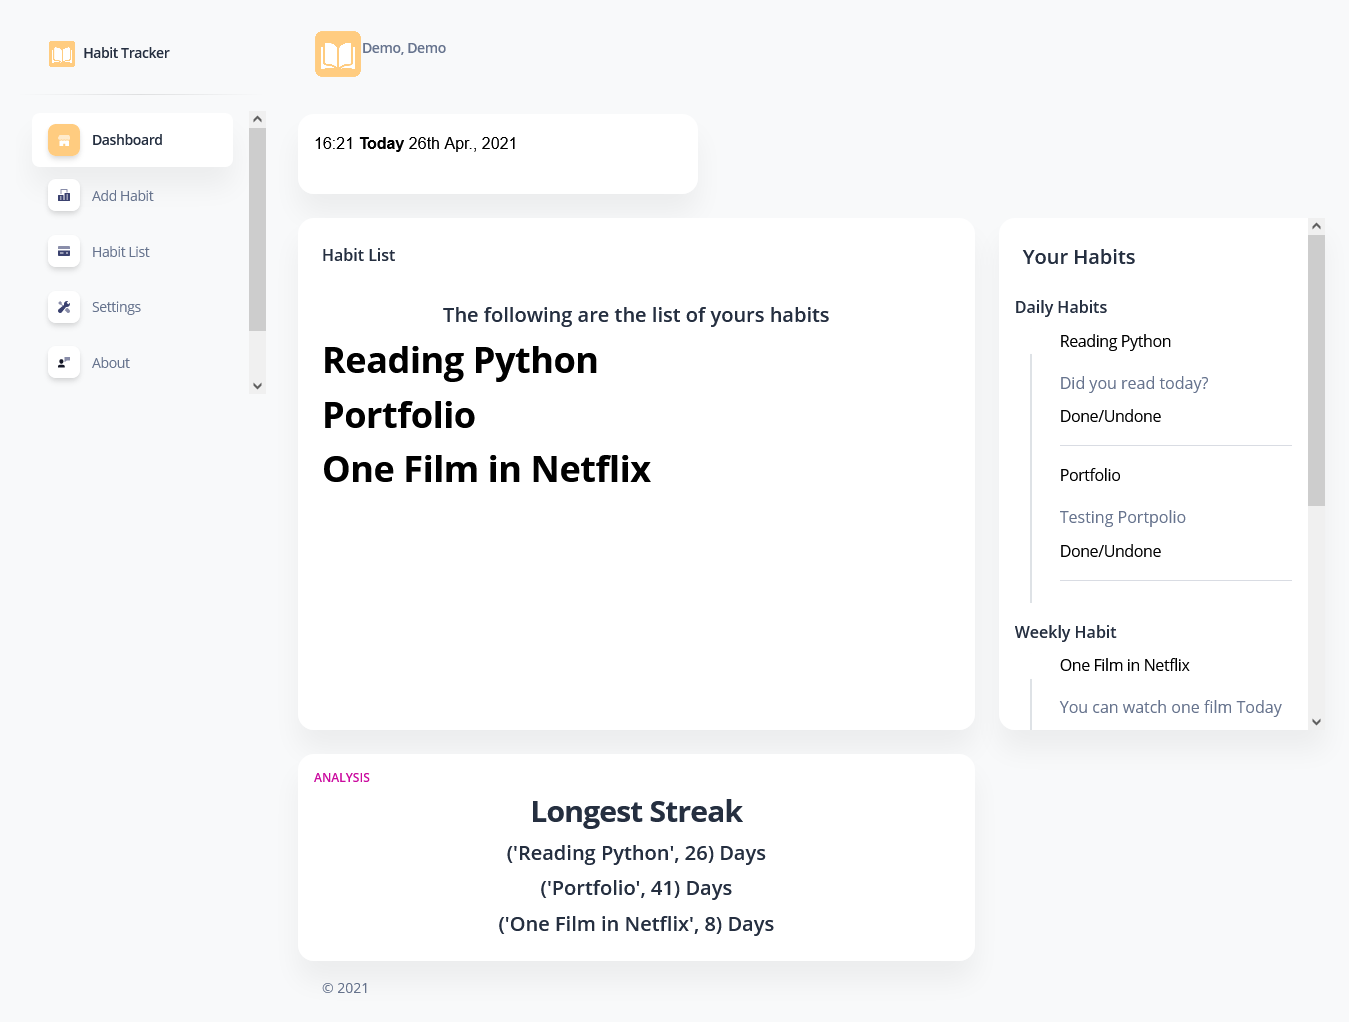 Habit Tracker
Dashboard
Add Habit
Habit List
Settings
About
Demo, Demo
16:21 Today 26th Apr., 2021
Habit List
The following are the list of yours habits
Reading Python
Portfolio
One Film in Netflix
Your Habits
Daily Habits
Reading Python
Did you read today?
Done/Undone
Portfolio
Testing Portpolio
Done/Undone
Weekly Habit
One Film in Netflix
You can watch one film Today
ANALYSIS
Longest Streak
('Reading Python', 26) Days
('Portfolio', 41) Days
('One Film in Netflix', 8) Days
© 2021